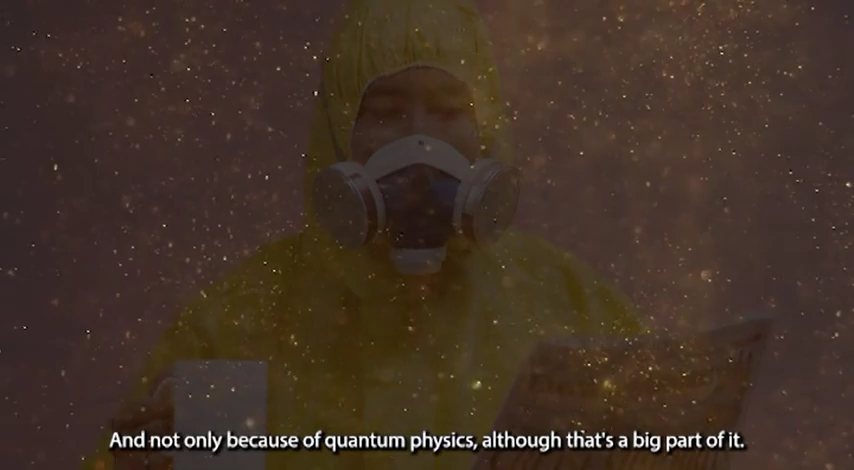 And not only because of quantum physics, although that's a big part of it.